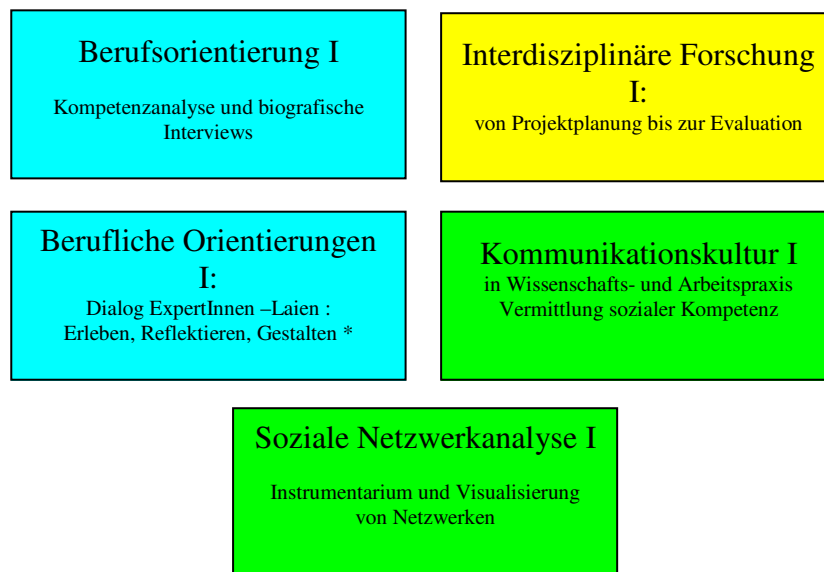 Berufsorientierung I
Kompetenzanalyse und biografische
Interviews
Interdisziplinäre Forschung
I:
von Projektplanung bis zur Evaluation
Berufliche Orientierungen
I:
Dialog ExpertInnen –Laien :
Erleben, Reflektieren, Gestalten *
Kommunikationskultur I
in Wissenschafts- und Arbeitspraxis
Vermittlung sozialer Kompetenz
Soziale Netzwerkanalyse I
Instrumentarium und Visualisierung
von Netzwerken